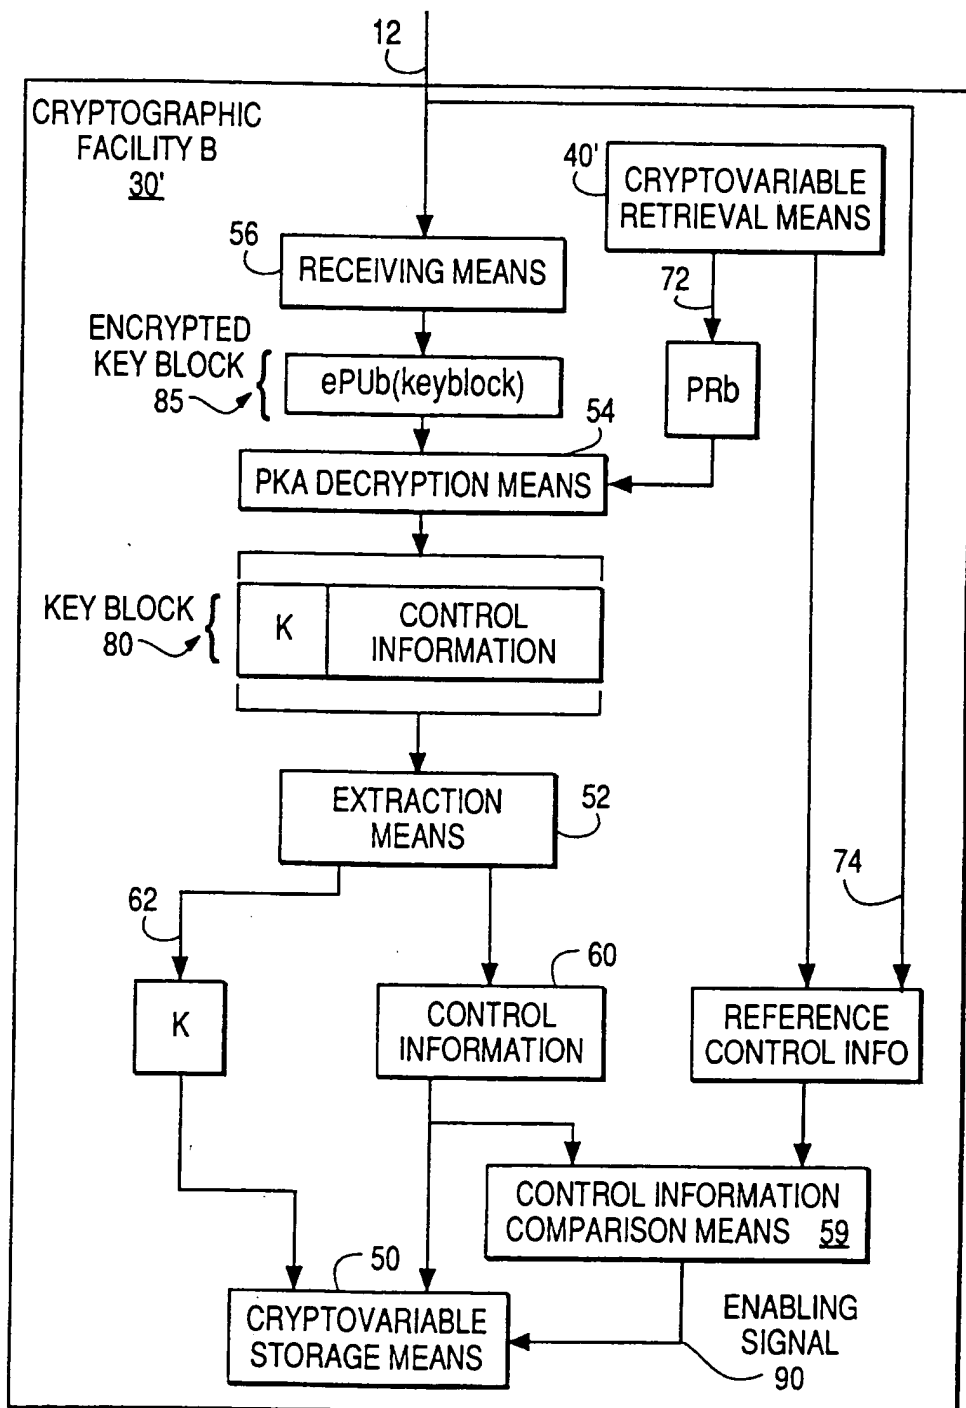 12
CRYPTOGRAPHIC
FACILITY B
30'
40'
CRYPTOVARIABLE
RETRIEVAL MEANS
56
RECEIVING MEANS
72
ENCRYPTED
KEY BLOCK
85
ePUb(keyblock)
PRb
54
PKA DECRYPTION MEANS
KEY BLOCK
80
K
CONTROL
INFORMATION
EXTRACTION
MEANS
52
74
62
60
K
CONTROL
INFORMATION
REFERENCE
CONTROL INFO
CONTROL INFORMATION
COMPARISON MEANS 59
50
CRYPTOVARIABLE
STORAGE MEANS
ENABLING
SIGNAL
90